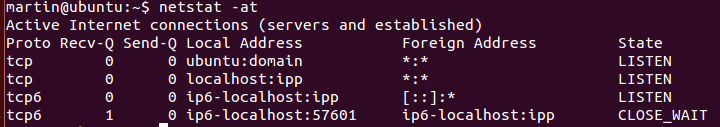 martin@ubuntu:~$ netstat -at
Active Internet connections (servers and established)
Proto Recv-Q Send-Q Local Address           Foreign Address         State
tcp        0      0 ubuntu:domain           *:*                     LISTEN
tcp        0      0 localhost:ipp           *:*                     LISTEN
tcp6       0      0 ip6-localhost:ipp       [::]:*                  LISTEN
tcp6       1      0 ip6-localhost:57601     ip6-localhost:ipp       CLOSE_WAIT